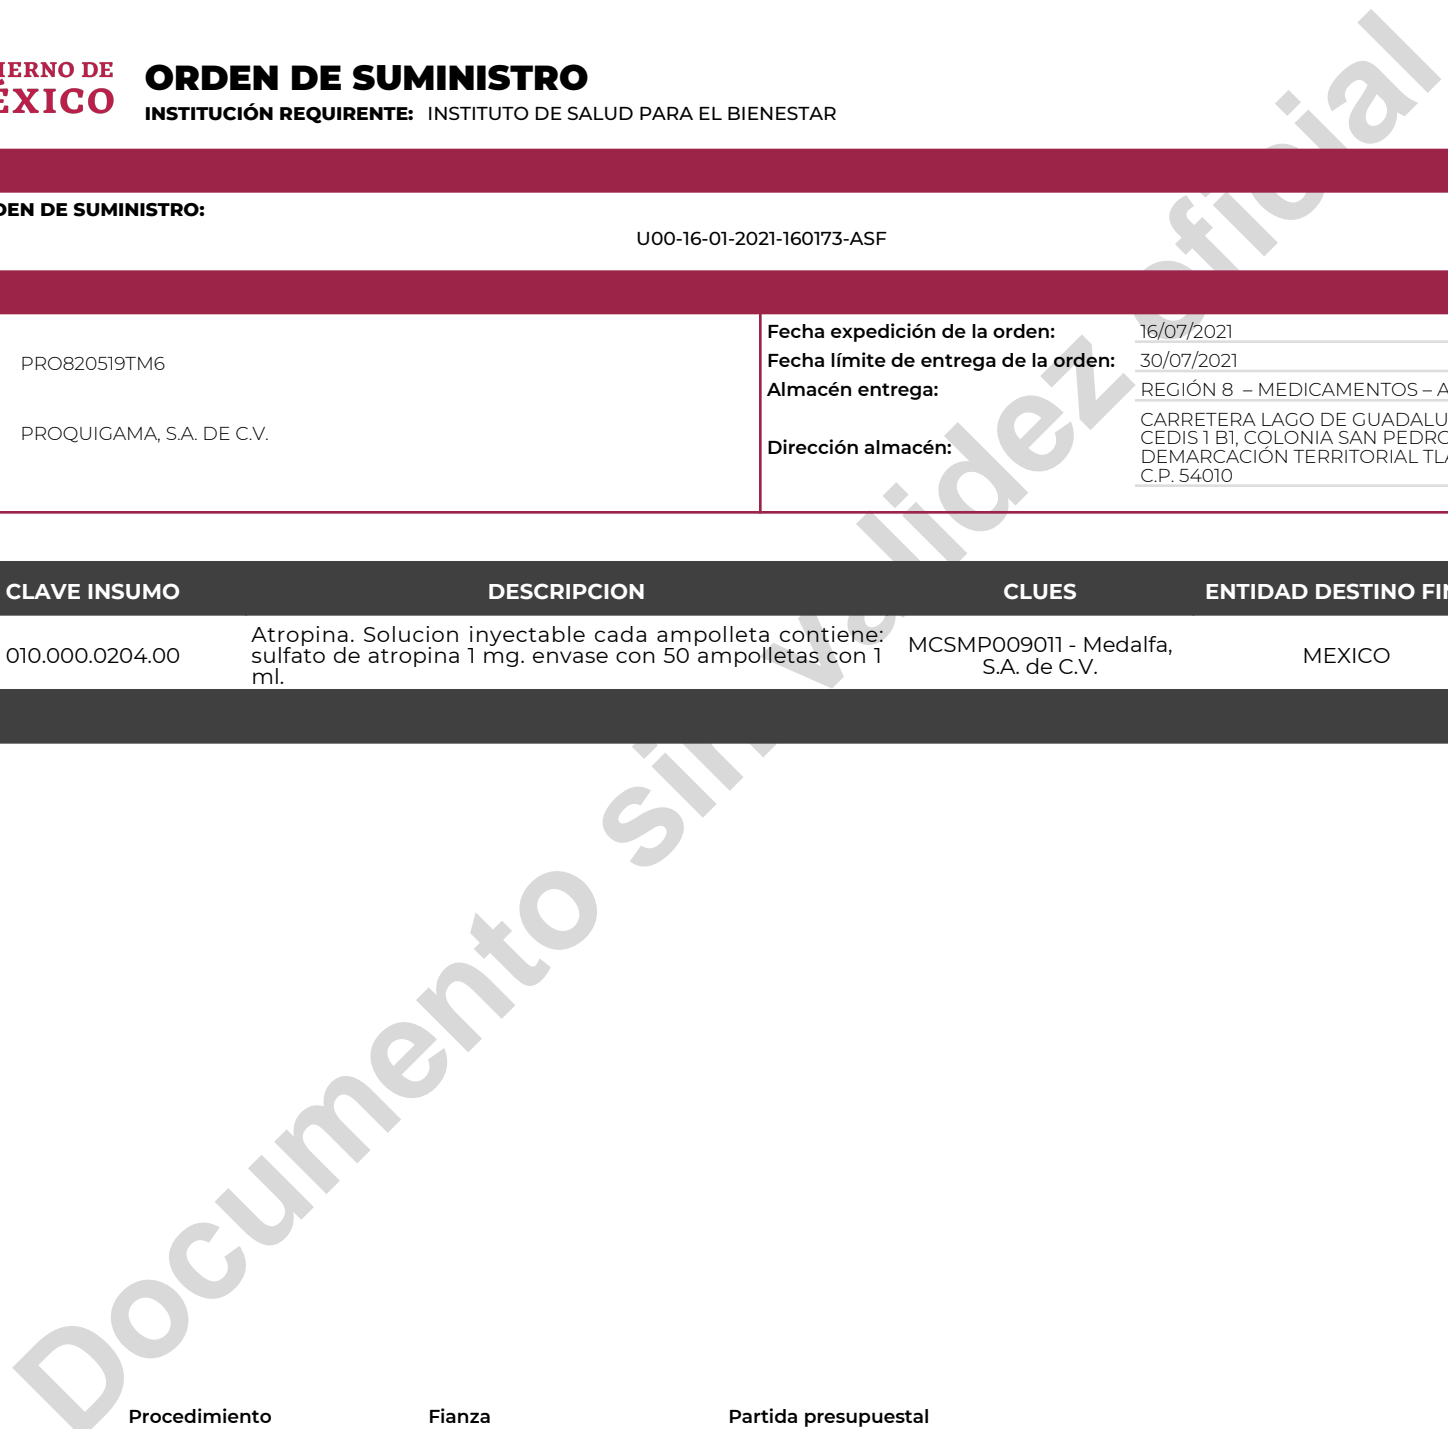 IERNO DE
ÉXICO
ORDEN DE SUMINISTRO
INSTITUCIÓN REQUIRENTE: INSTITUTO DE SALUD PARA EL BIENESTAR
DEN DE SUMINISTRO:
U00-16-01-2021-160173-ASF
PRO820519TM6
PROQUIGAMA, S.A. DE C.V.
Fecha expedición de la orden: 16/07/2021
Fecha límite de entrega de la orden: 30/07/2021
Almacén entrega: REGIÓN 8 – MEDICAMENTOS – A
Dirección almacén:
CARRETERA LAGO DE GUADALU
CEDIS 1 B1, COLONIA SAN PEDRO
DEMARCACIÓN TERRITORIAL TLA
C.P. 54010
CLAVE INSUMO DESCRIPCION CLUES ENTIDAD DESTINO FIN
010.000.0204.00
Atropina. Solucion inyectable cada ampolleta contiene:
sulfato de atropina 1 mg. envase con 50 ampolletas con 1
ml.
MCSMP009011 - Medalfa,
S.A. de C.V.
MEXICO
Documento sin validez oficial
Procedimiento Fianza Partida presupuestal